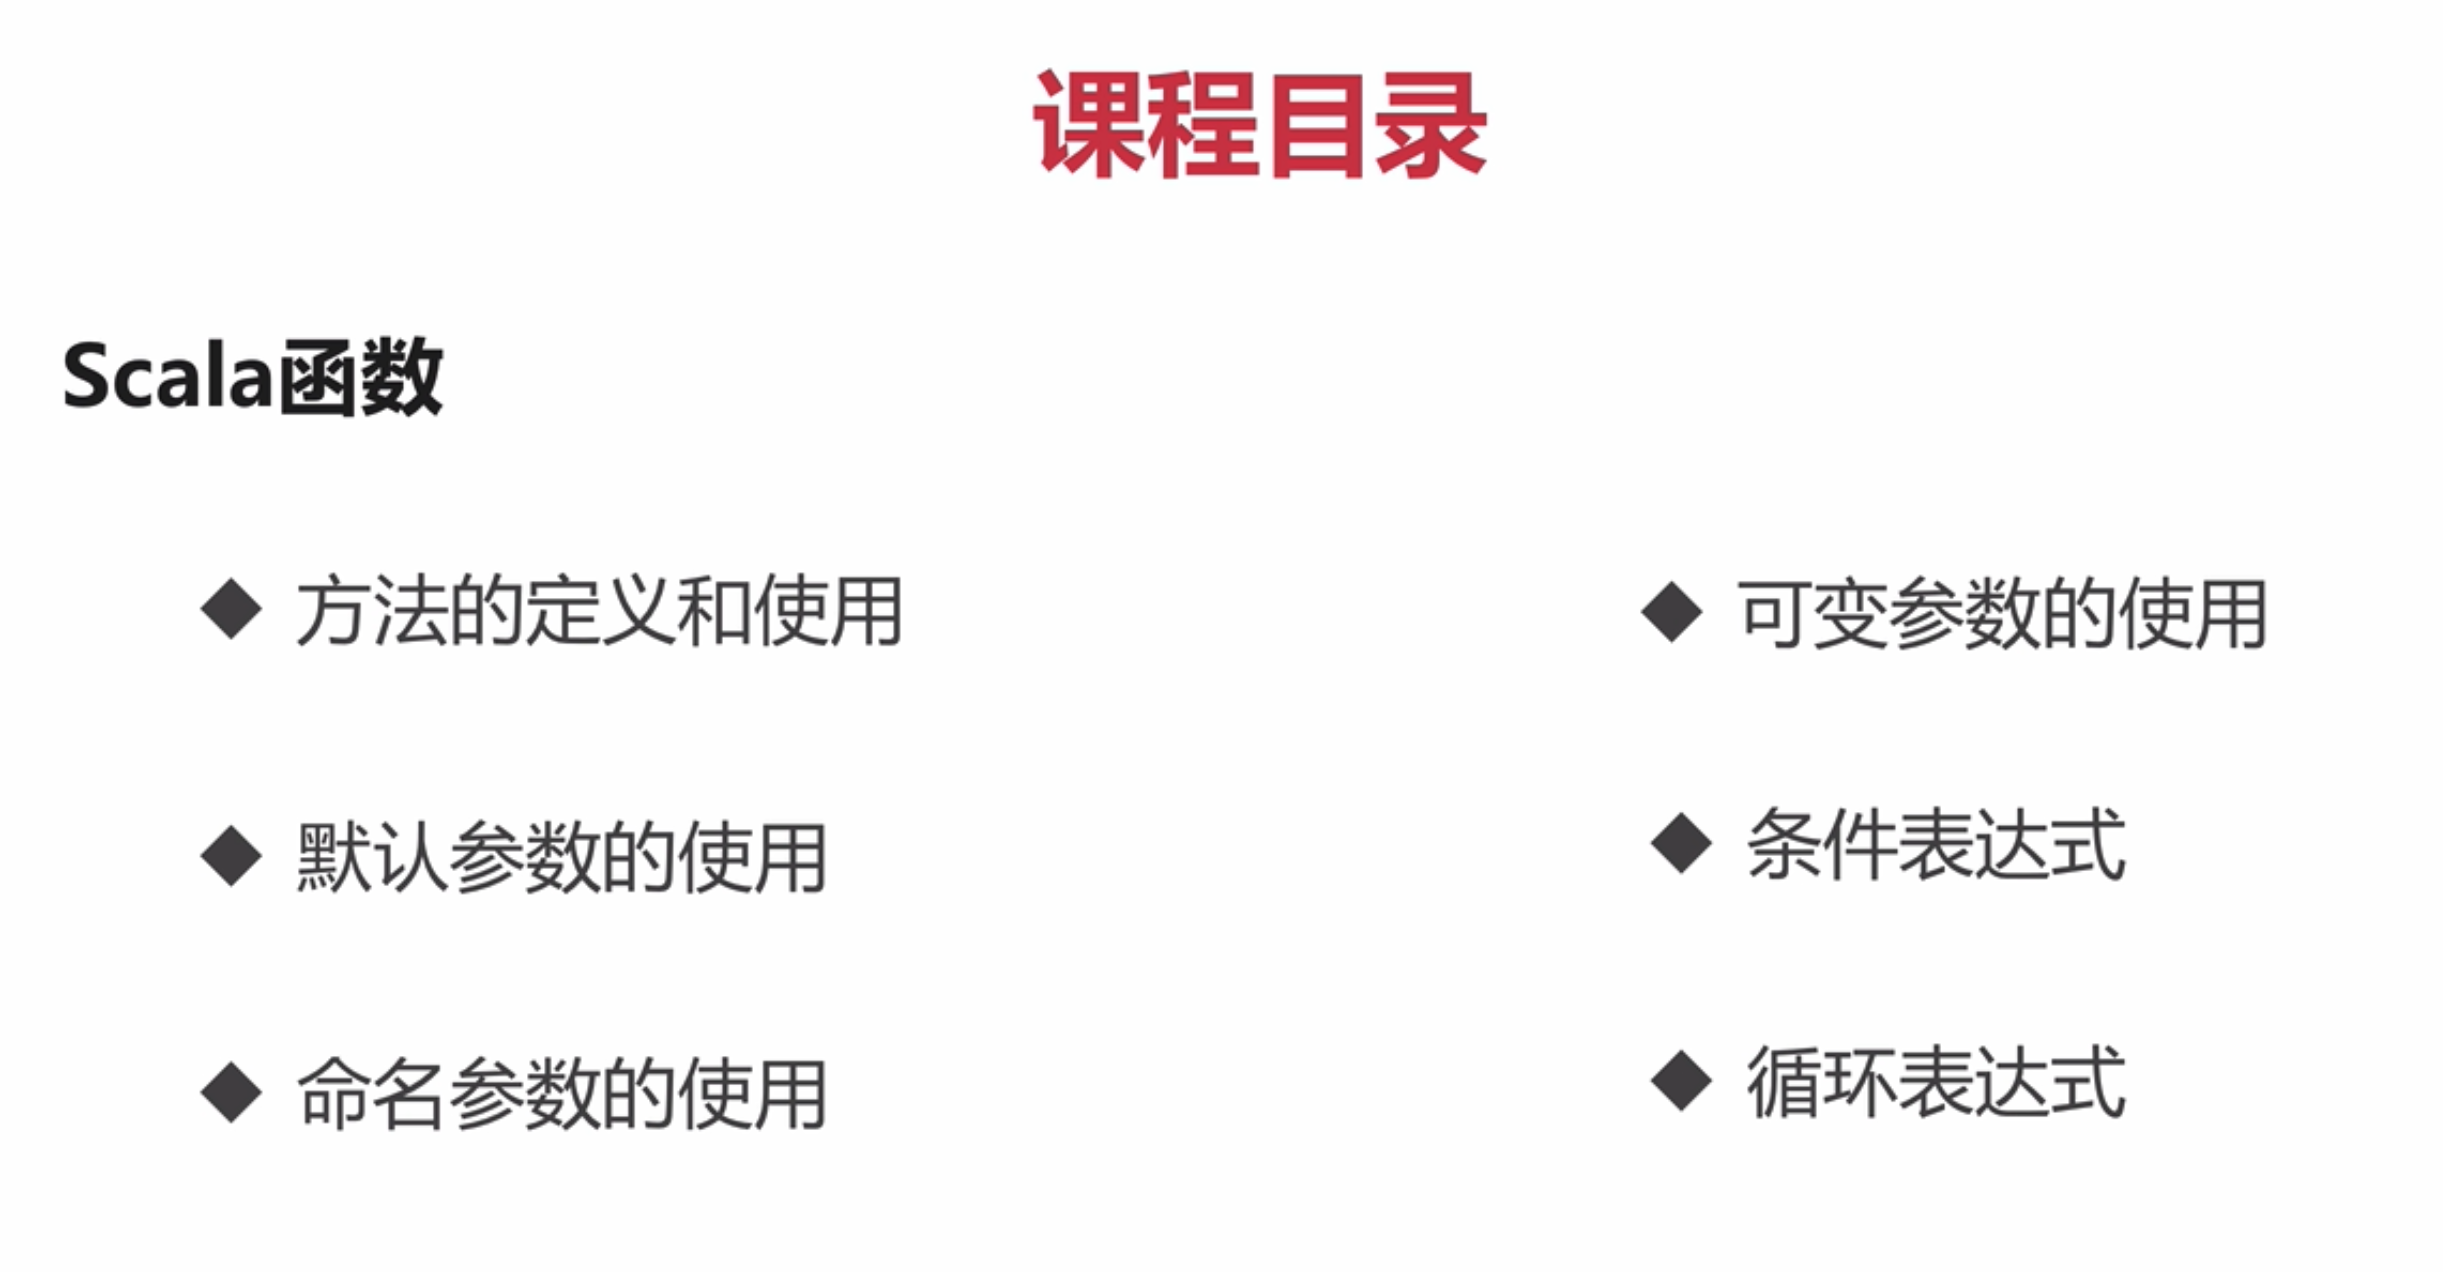 课程目录
Scala函数
◆ 方法的定义和使用
◆ 默认参数的使用
◆ 命名参数的使用
◆ 可变参数的使用
◆ 条件表达式
◆ 循环表达式